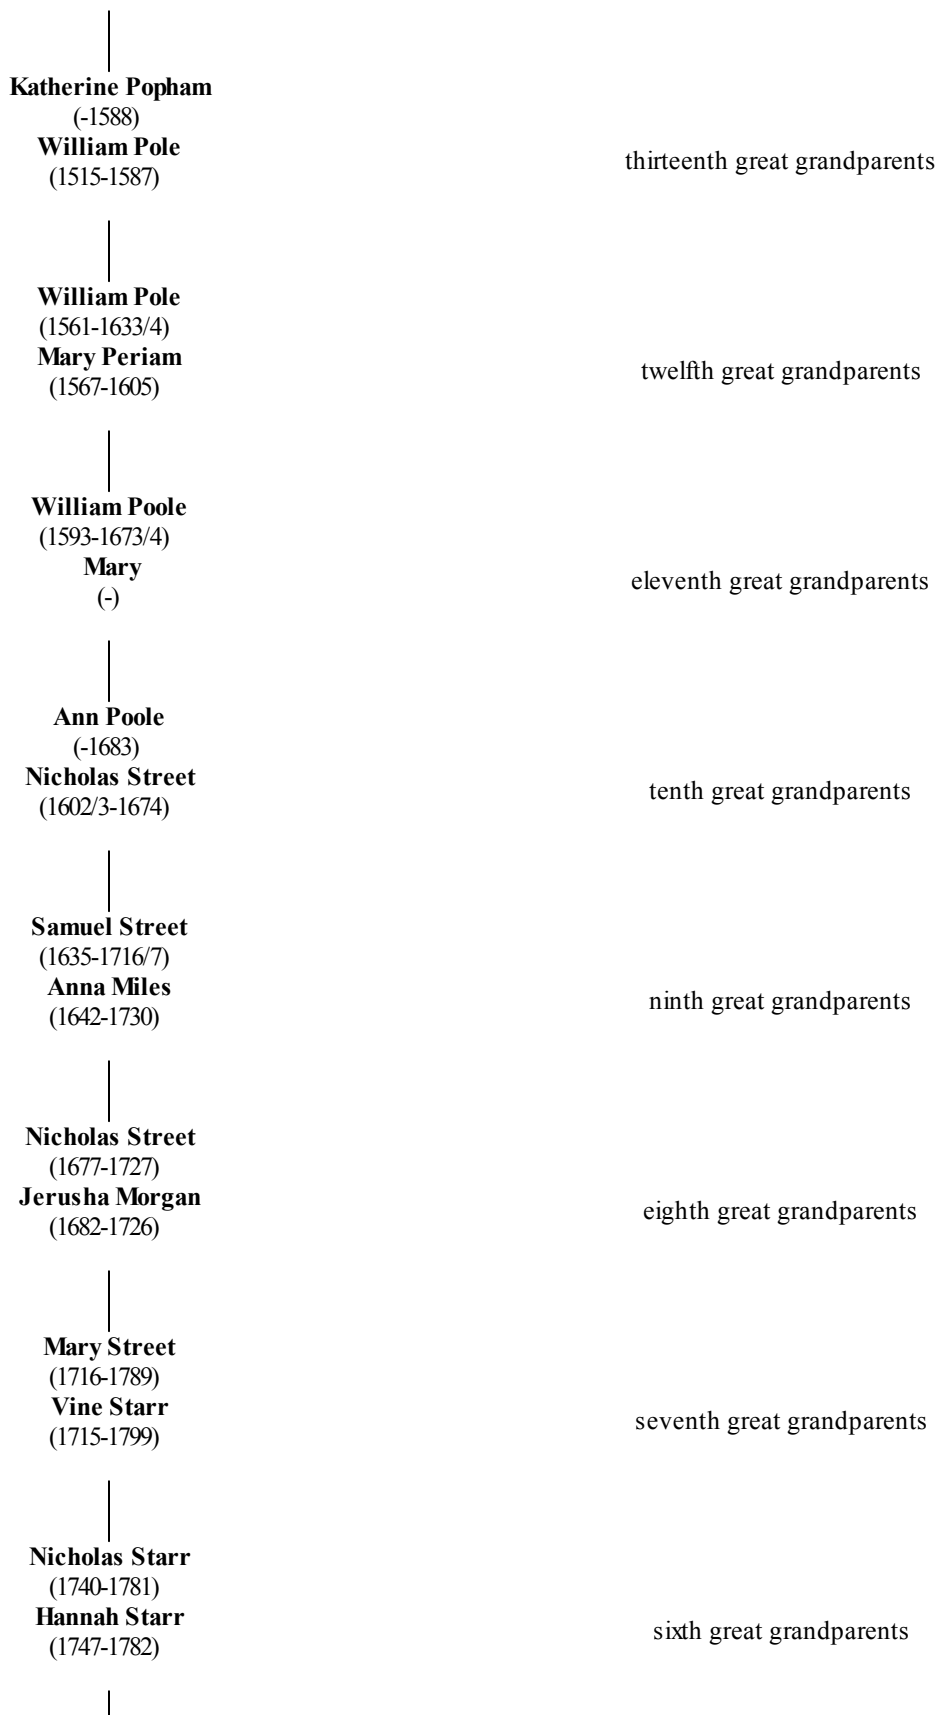 Katherine Popham
(-1588)
William Pole
(1515-1587)
thirteenth great grandparents
William Pole
(1561-1633/4)
Mary Periam
(1567-1605)
twelfth great grandparents
William Poole
(1593-1673/4)
Mary
(-)
eleventh great grandparents
Ann Poole
(-1683)
Nicholas Street
(1602/3-1674)
tenth great grandparents
Samuel Street
(1635-1716/7)
Anna Miles
(1642-1730)
ninth great grandparents
Nicholas Street
(1677-1727)
Jerusha Morgan
(1682-1726)
eighth great grandparents
Mary Street
(1716-1789)
Vine Starr
(1715-1799)
seventh great grandparents
Nicholas Starr
(1740-1781)
Hannah Starr
(1747-1782)
sixth great grandparents